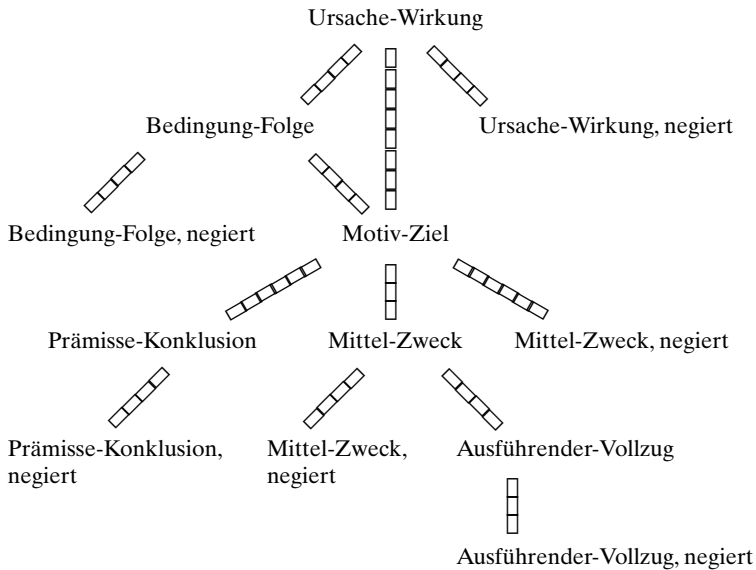 Ursache-Wirkung
Bedingung-Folge
Ursache-Wirkung, negiert
Bedingung-Folge, negiert
Motiv-Ziel
Prämisse-Konklusion
Mittel-Zweck
Mittel-Zweck, negiert
Prämisse-Konklusion,
negiert
Mittel-Zweck,
negiert
Ausführender-Vollzug
Ausführender-Vollzug, negiert